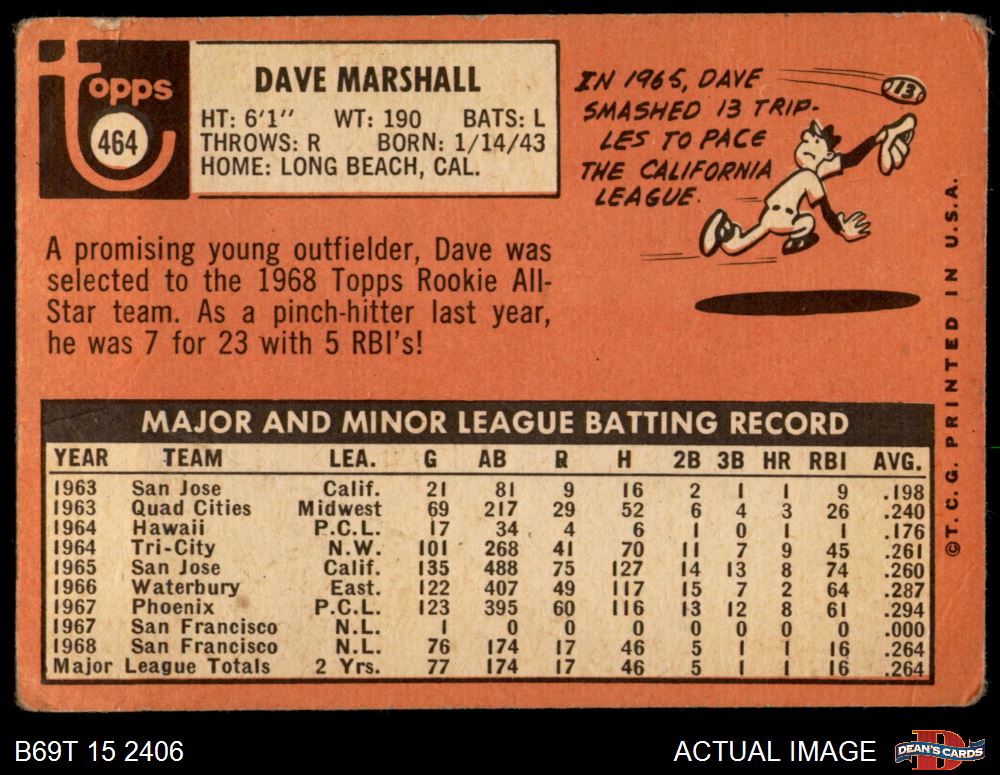 Topps
464
DAVE MARSHALL
HT: 6'1" WT: 190 BATS: L
THROWS: R BORN: 1/14/43
HOME: LONG BEACH, CAL.
IN 1965, DAVE
SMASHED 13 TRIP-
LES TO PACE
THE CALIFORNIA
LEAGUE.
13
A promising young outfielder, Dave was
selected to the 1968 Topps Rookie All-
Star team. As a pinch-hitter last year,
he was 7 for 23 with 5 RBI's!
MAJOR AND MINOR LEAGUE BATTING RECORD
YEAR TEAM LEA. G AB R H 2B 3B HR RBI AVG.
1963 San Jose Calif. 21 81 9 16 2 1 1 9 .198
1963 Quad Cities Midwest 69 217 29 52 6 4 3 26 .240
1964 Hawaii P.C.L. 17 34 4 6 1 0 1 1 .176
1964 Tri-City N.W. 101 268 41 70 11 7 9 45 .261
1965 San Jose Calif. 135 488 75 127 14 13 8 74 .260
1966 Waterbury East. 122 407 49 117 15 7 2 64 .287
1967 Phoenix P.C.L. 123 395 60 116 13 12 8 61 .294
1967 San Francisco N.L. 1 0 0 0 0 0 0 0 .000
1968 San Francisco N.L. 76 174 17 46 5 1 1 16 .264
Major League Totals 2 Yrs. 77 174 17 46 5 1 1 16 .264
©T.C.G. PRINTED IN U.S.A.
B69T 15 2406
ACTUAL IMAGE
DEAN'S CARDS